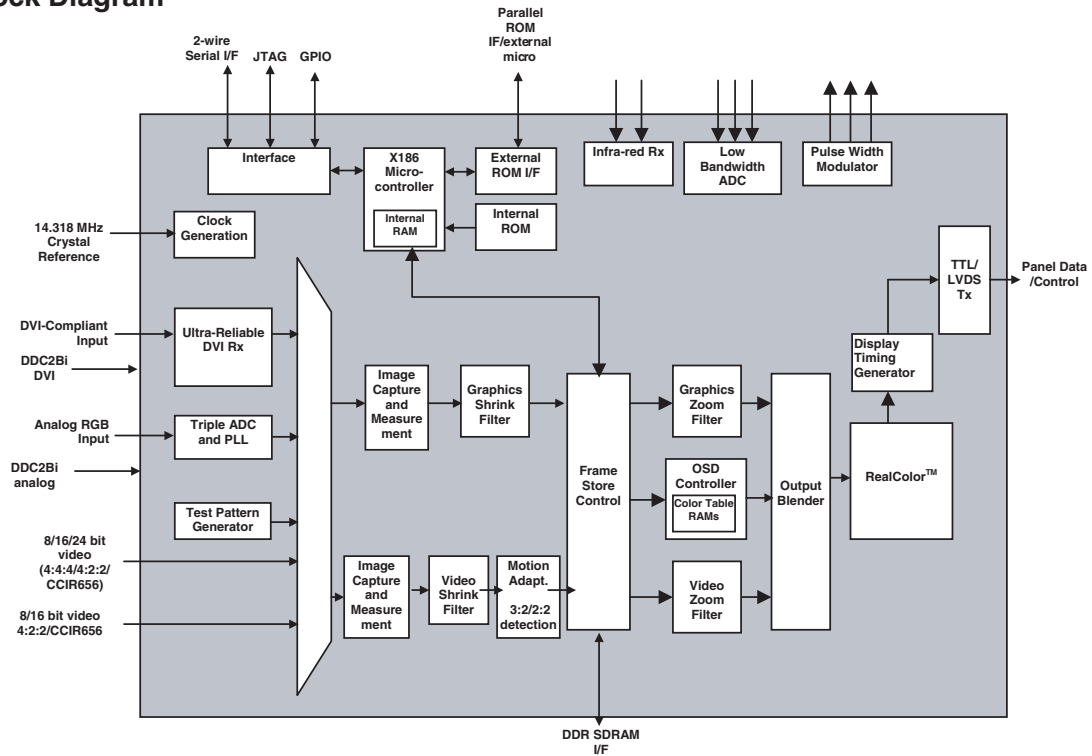 ck Diagram
Parallel
ROM
IF/external
micro
2-wire
Serial I/F
JTAG
GPIO
Interface
X186
Micro-
controller
Internal
RAM
External
ROM I/F
Internal
ROM
Infra-red Rx
Low
Bandwidth
ADC
Pulse Width
Modulator
14.318 MHz
Crystal
Reference
Clock
Generation
TTL/
LVDS
Tx
Panel Data
/Control
DVI-Compliant
Input
Ultra-Reliable
DVI Rx
DDC2Bi
DVI
Display
Timing
Generator
Image
Capture
and
Measure
ment
Graphics
Shrink
Filter
Graphics
Zoom
Filter
Analog RGB
Input
Triple ADC
and PLL
DDC2Bi
analog
Frame
Store
Control
OSD
Controller
Color Table
RAMs
Output
Blender
RealColor™
Test Pattern
Generator
8/16/24 bit
video
(4:4:4/4:2:2/
CCIR656)
Image
Capture
and
Measure
ment
Video
Shrink
Filter
Motion
Adapt.
3:2/2:2
detection
Video
Zoom
Filter
8/16 bit video
4:2:2/CCIR656
DDR SDRAM
I/F